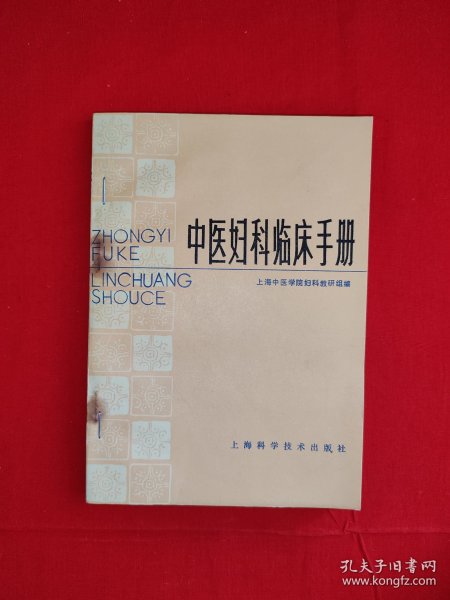 ZHONGYI
FUKE
LINCHUANG
SHOUCE
中医妇科临床手册
上海中医学院妇科教研组编
上海科学技术出版社
孔夫子旧书网
www.kongfz.com